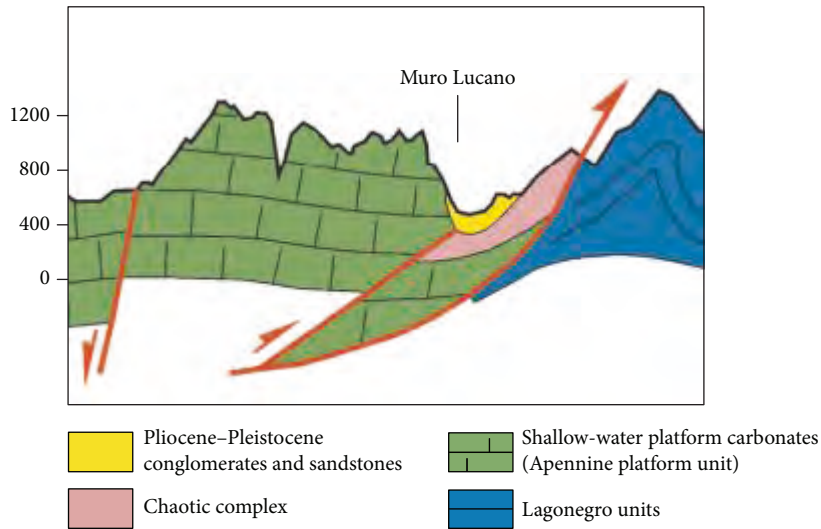 Muro Lucano
1200
800
400
0
Pliocene–Pleistocene
conglomerates and sandstones
Chaotic complex
Shallow-water platform carbonates
(Apennine platform unit)
Lagonegro units